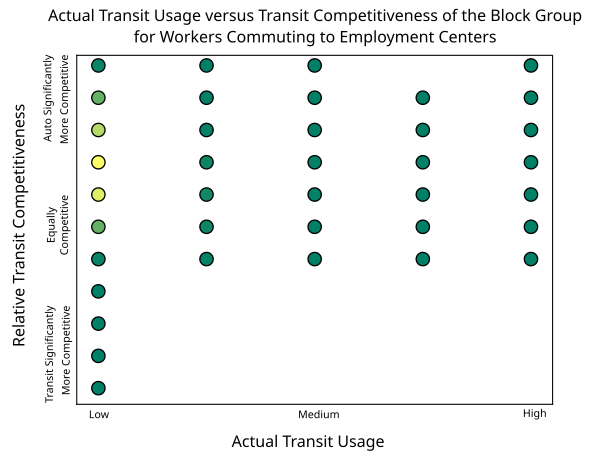 Actual Transit Usage versus Transit Competitiveness of the Block Group
for Workers Commuting to Employment Centers
Relative Transit Competitiveness
Auto Significantly
More Competitive
Equally
Competitive
Transit Significantly
More Competitive
Low
Medium
High
Actual Transit Usage